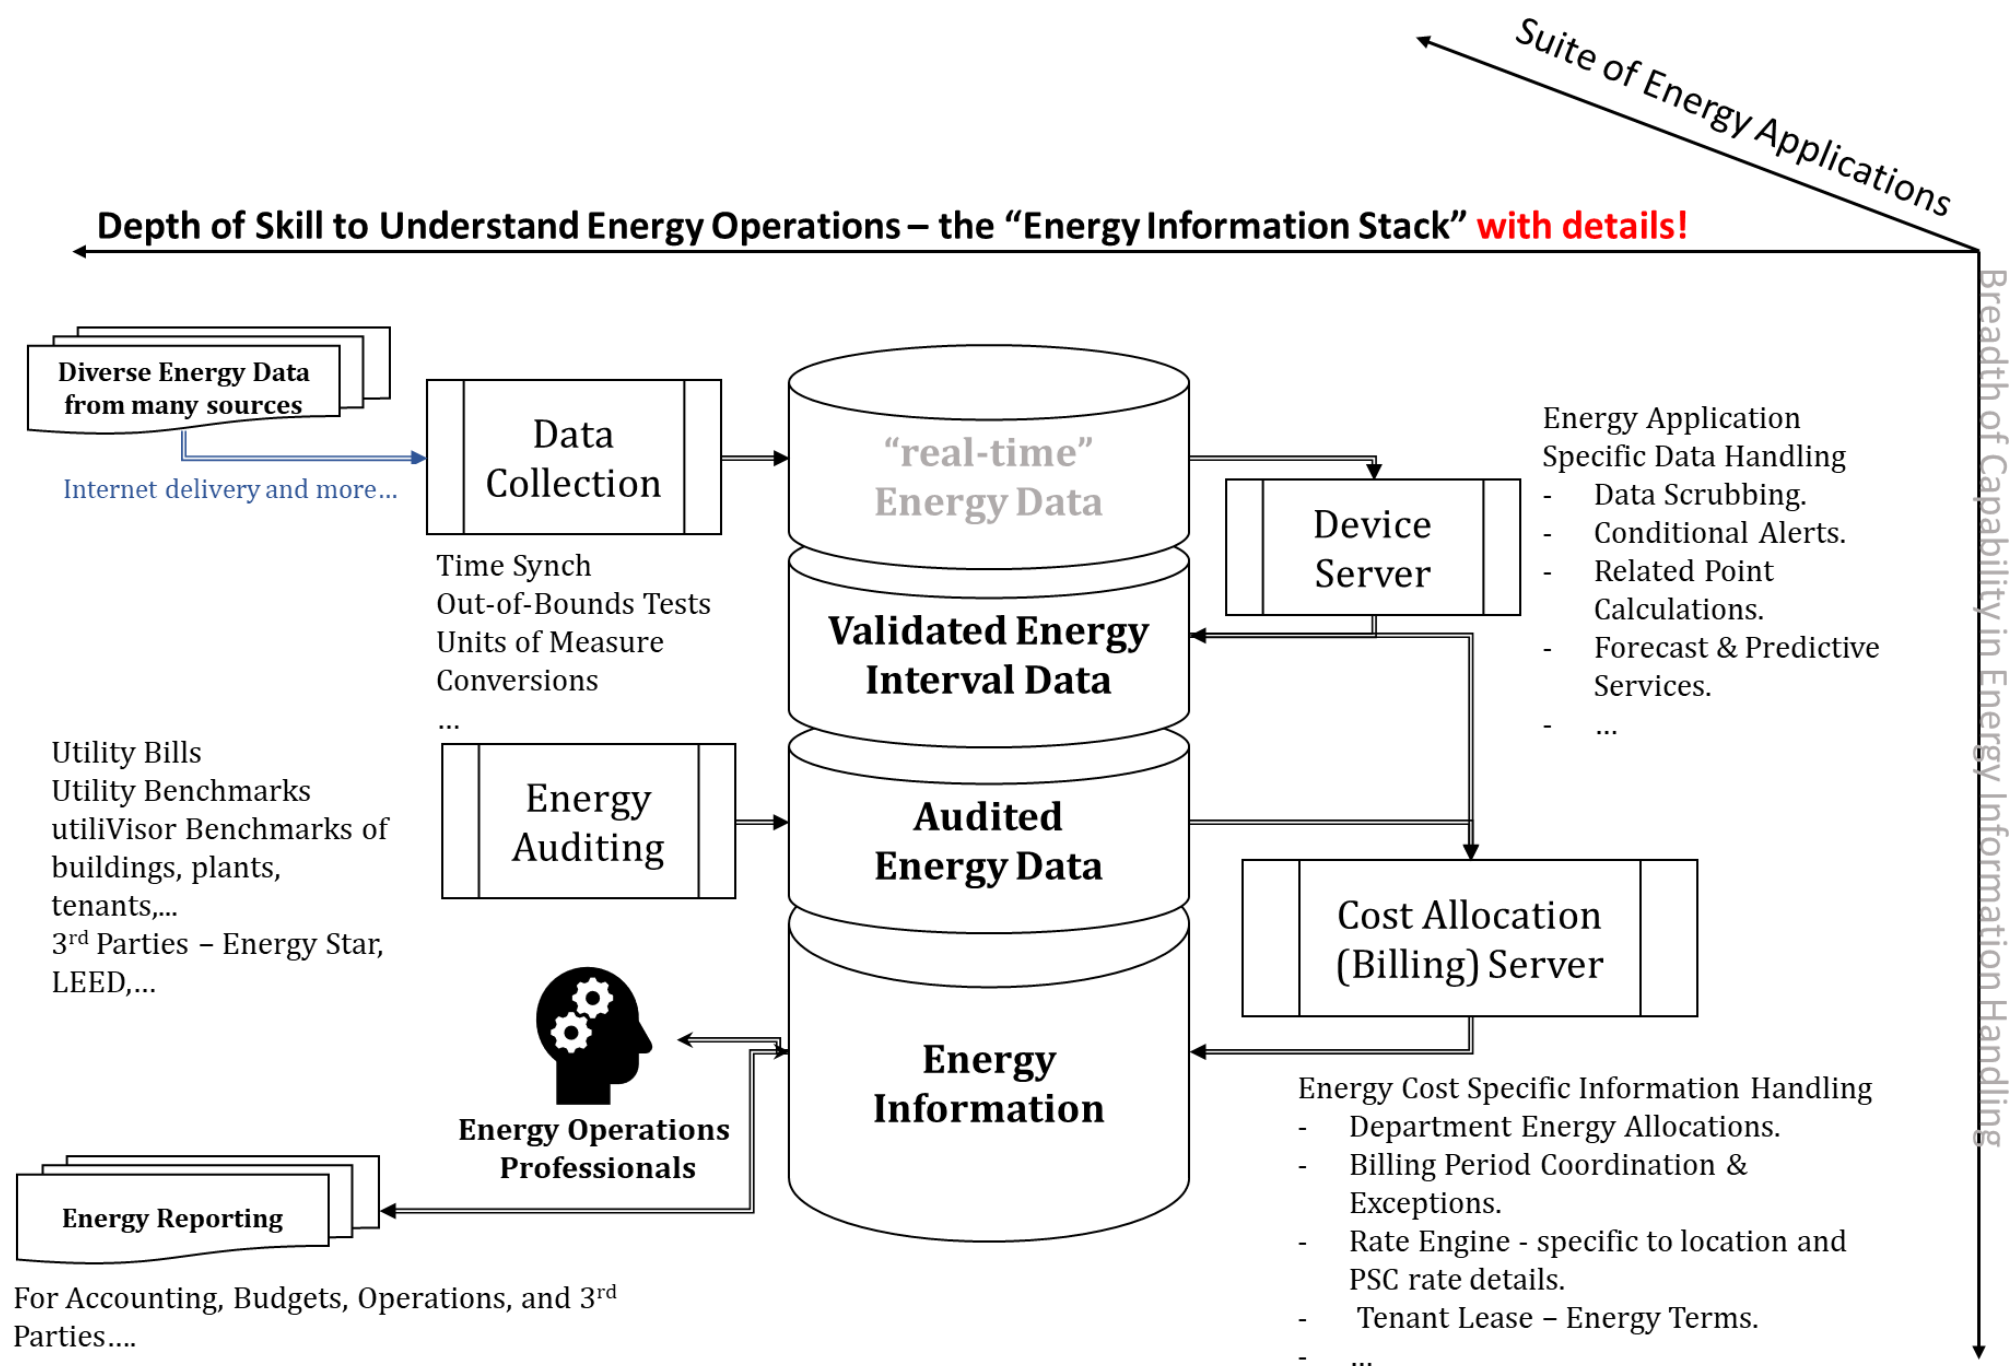 Suite of Energy Applications
Depth of Skill to Understand Energy Operations – the “Energy Information Stack” with details!
Breadth of Capability in Energy Information Handling
Diverse Energy Data
from many sources
Internet delivery and more...
Data
Collection
Time Synch
Out-of-Bounds Tests
Units of Measure
Conversions
...
“real-time”
Energy Data
Device
Server
Energy Application
Specific Data Handling
- Data Scrubbing.
- Conditional Alerts.
- Related Point
Calculations.
- Forecast & Predictive
Services.
- ...
Validated Energy
Interval Data
Utility Bills
Utility Benchmarks
utiliVisor Benchmarks of
buildings, plants,
tenants,...
3rd Parties – Energy Star,
LEED,...
Energy
Auditing
Audited
Energy Data
Cost Allocation
(Billing) Server
Energy Operations
Professionals
Energy
Information
Energy Cost Specific Information Handling
- Department Energy Allocations.
- Billing Period Coordination &
Exceptions.
- Rate Engine - specific to location and
PSC rate details.
- Tenant Lease – Energy Terms.
- ...
Energy Reporting
For Accounting, Budgets, Operations, and 3rd
Parties....